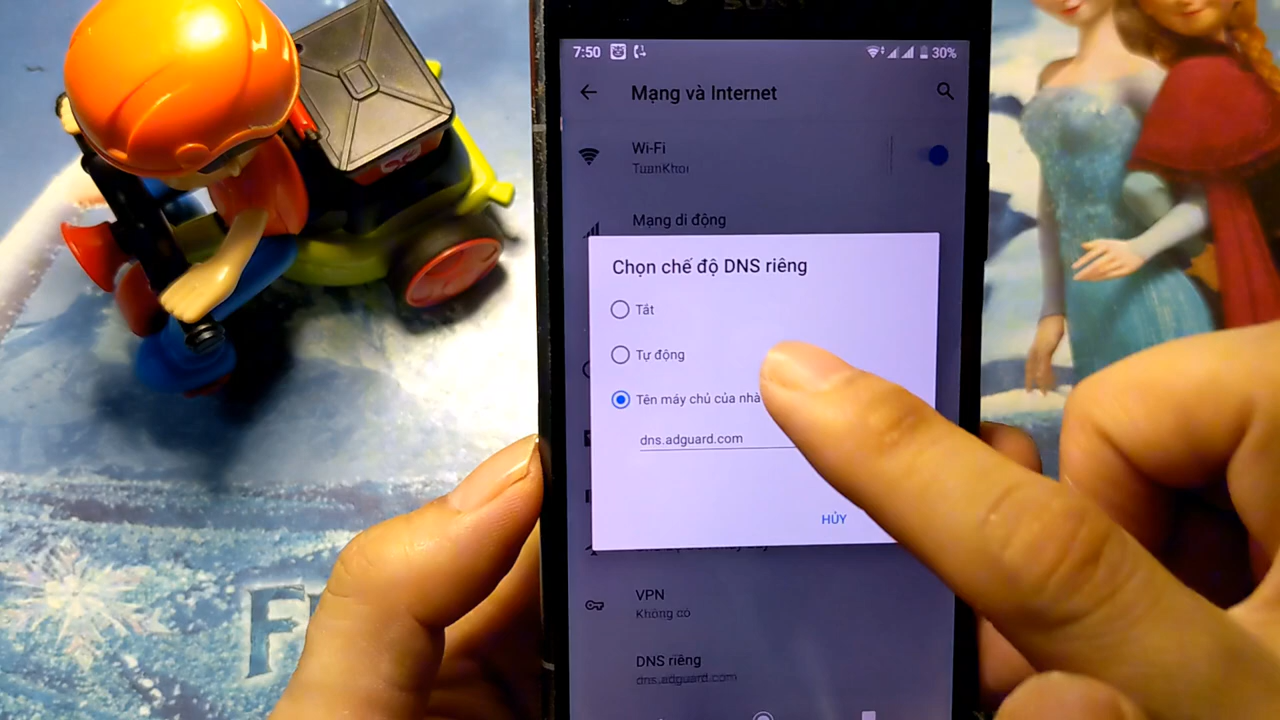 SONY
7:50
30%
Mạng và Internet
Wi-Fi
TuanKhoi
Mạng di động
Chọn chế độ DNS riêng
Tắt
Tự động
Tên máy chủ của nhà
dns.adguard.com
HỦY
VPN
Không có
DNS riêng
dns.adguard.com
F